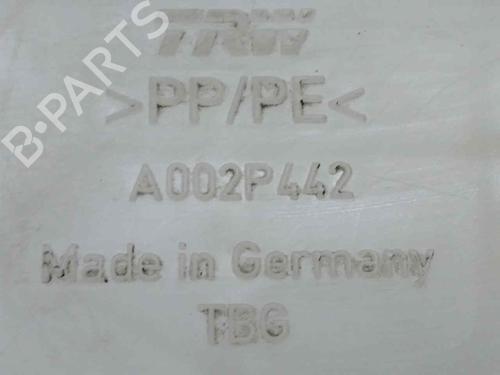 TRW
B-PARTS
>PP/PE<
A002P442
Made in Germany
TBG